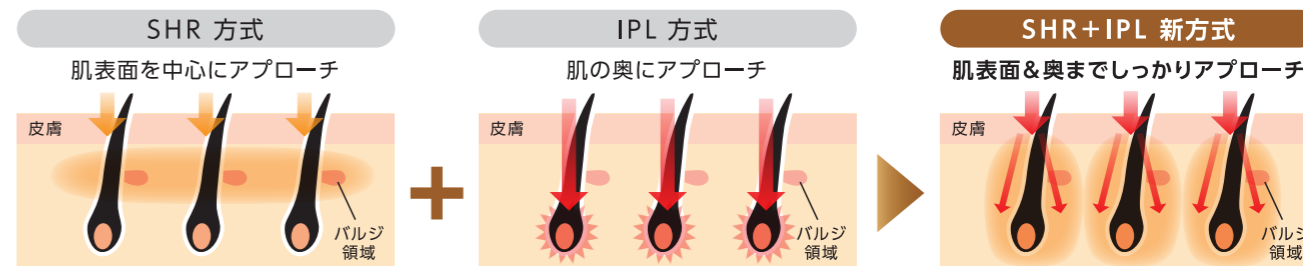 SHR 方式
肌表面を中心にアプローチ
皮膚
バルジ
領域
IPL 方式
肌の奥にアプローチ
皮膚
バルジ
領域
SHR＋IPL 新方式
肌表面＆奥までしっかりアプローチ
皮膚
バルジ
領域